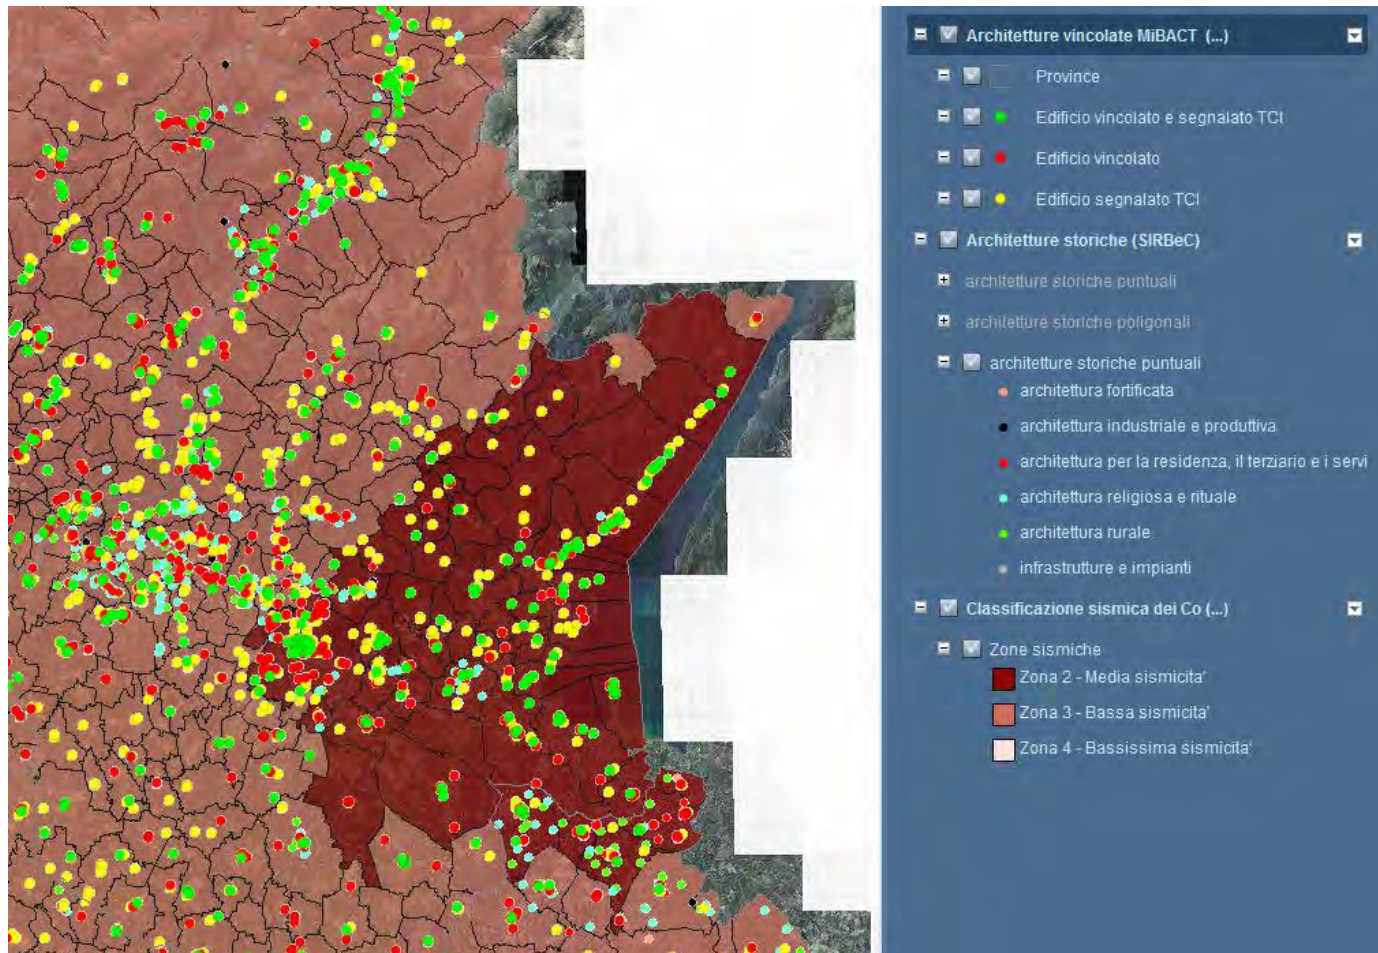 Architetture vincolate MiBACT (...)
Province
Edificio vincolato e segnalato TCI
Edificio vincolato
Edificio segnalato TCI
Architetture storiche (SIRBeC)
architetture storiche puntuali
architetture storiche poligonali
architetture storiche puntuali
architettura fortificata
architettura industriale e produttiva
architettura per la residenza, il terziario e i servi
architettura religiosa e rituale
architettura rurale
infrastrutture e impianti
Classificazione sismica dei Co (...)
Zone sismiche
Zona 2 - Media sismicita'
Zona 3 - Bassa sismicita'
Zona 4 - Bassissima sismicita'